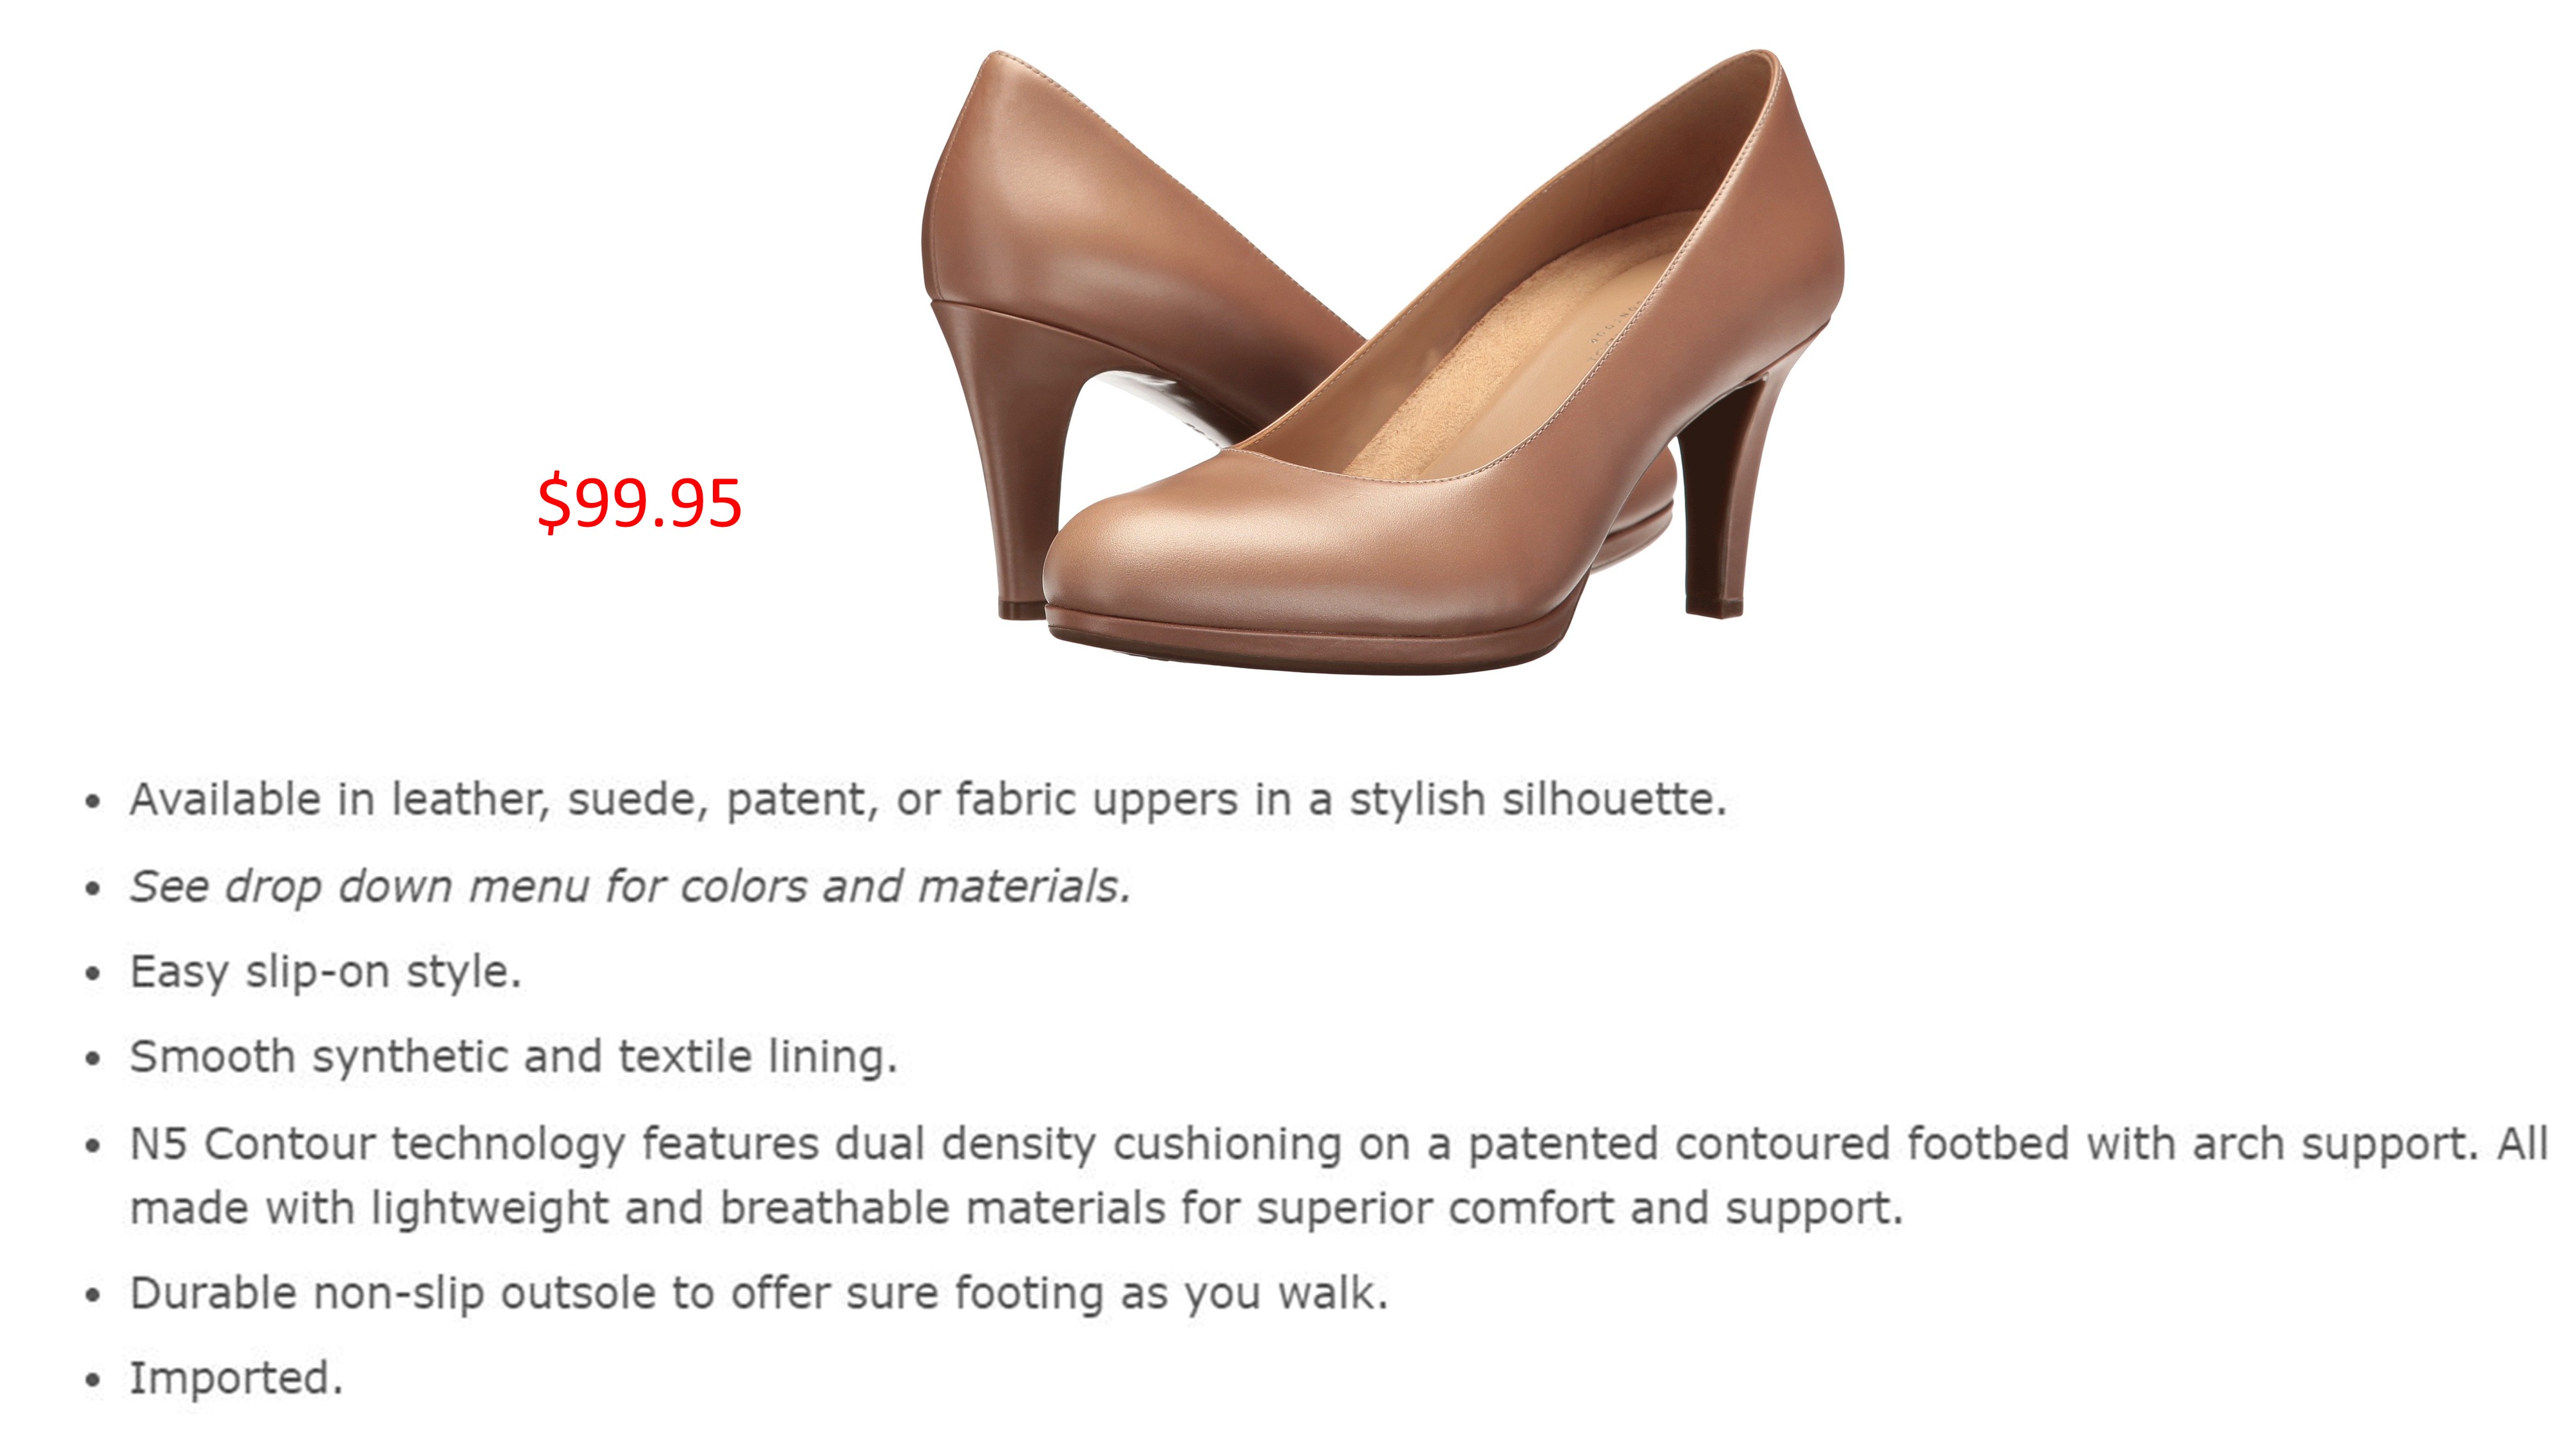 $99.95
• Available in leather, suede, patent, or fabric uppers in a stylish silhouette.
• See drop down menu for colors and materials.
• Easy slip-on style.
• Smooth synthetic and textile lining.
• N5 Contour technology features dual density cushioning on a patented contoured footbed with arch support. All
made with lightweight and breathable materials for superior comfort and support.
• Durable non-slip outsole to offer sure footing as you walk.
• Imported.